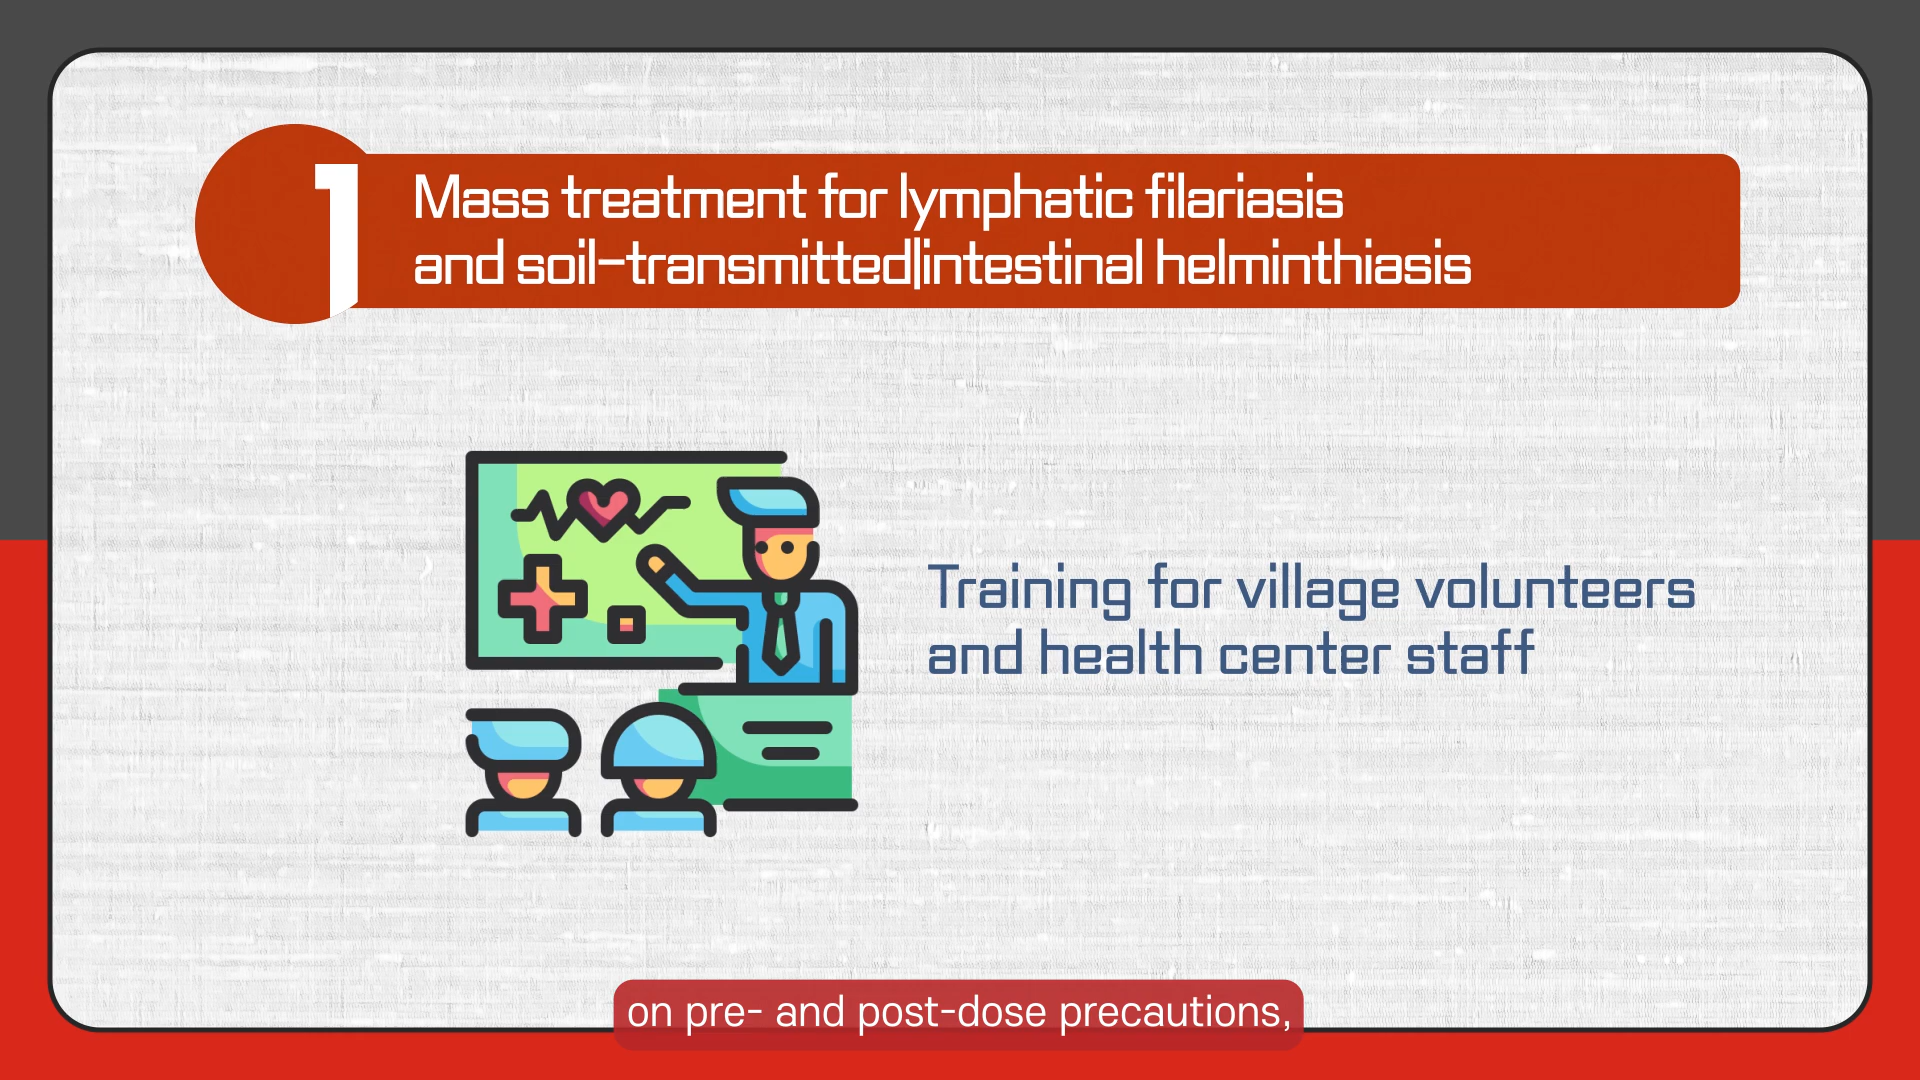 1
Mass treatment for lymphatic filariasis
and soil-transmitted|intestinal helminthiasis
Training for village volunteers
and health center staff
on pre- and post-dose precautions,